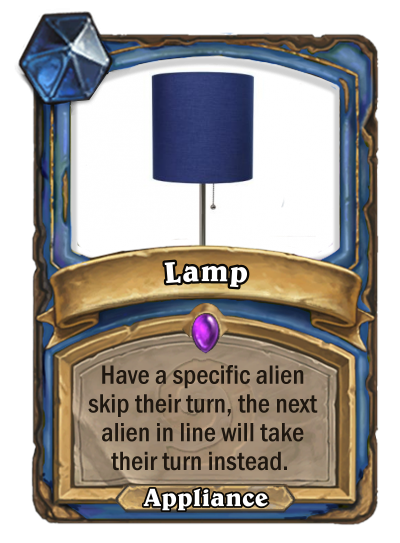 Lamp
Have a specific alien
skip their turn, the next
alien in line will take
their turn instead.
Appliance